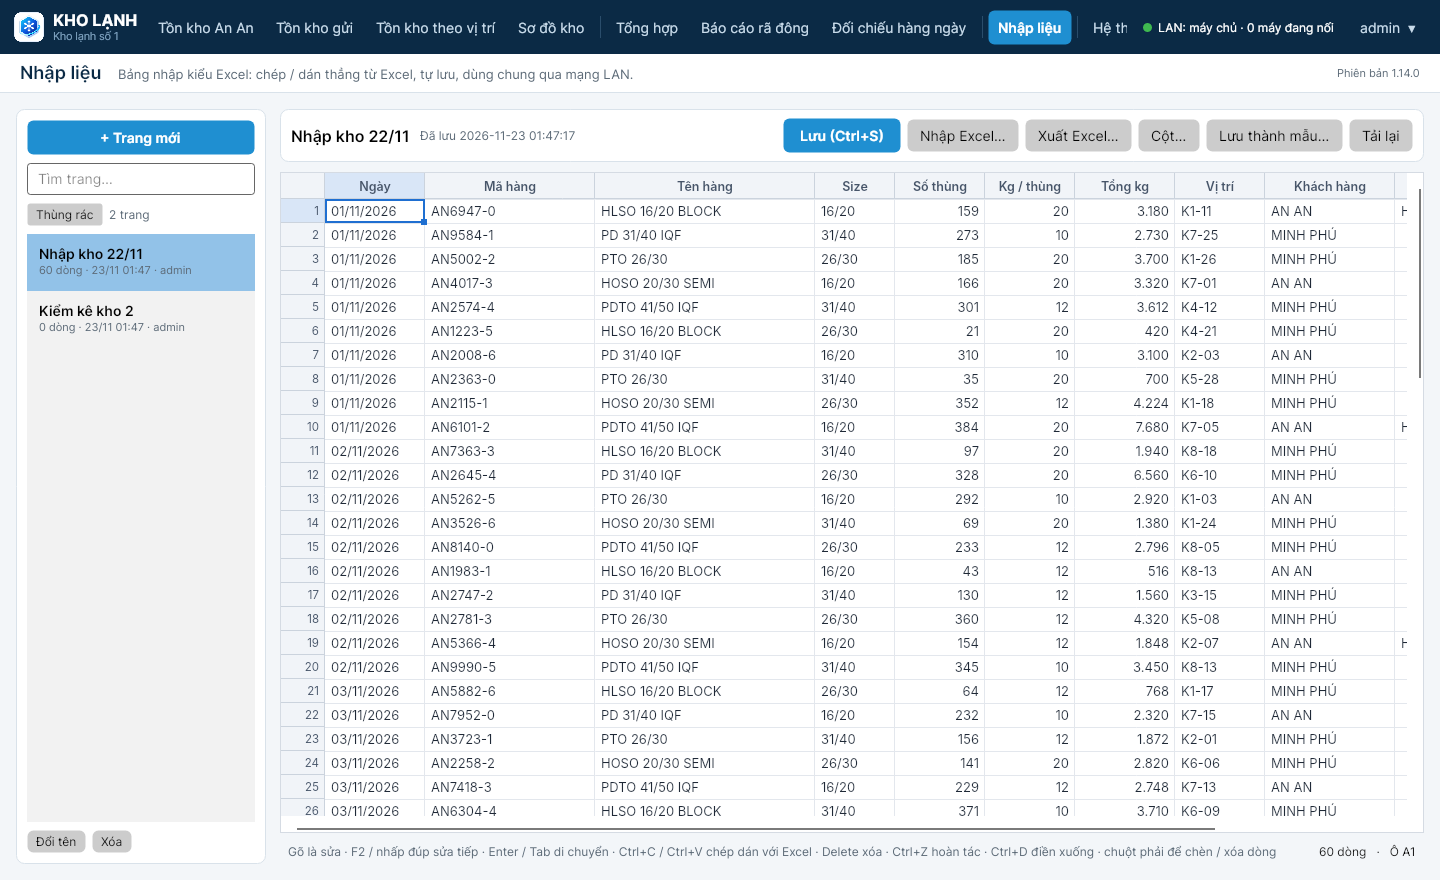 KHO LẠNH
Kho lạnh số 1
Tồn kho An An
Tồn kho gửi
Tồn kho theo vị trí
Sơ đồ kho
Tổng hợp
Báo cáo rã đông
Đối chiếu hàng ngày
Nhập liệu
Hệ th
LAN: máy chủ · 0 máy đang nối
admin ▾
Nhập liệu
Bảng nhập kiểu Excel: chép / dán thẳng từ Excel, tự lưu, dùng chung qua mạng LAN.
Phiên bản 1.14.0
+ Trang mới
Tìm trang...
Thùng rác
2 trang
Nhập kho 22/11
60 dòng · 23/11 01:47 · admin
Kiểm kê kho 2
0 dòng · 23/11 01:47 · admin
Đổi tên
Xóa
Nhập kho 22/11
Đã lưu 2026-11-23 01:47:17
Lưu (Ctrl+S)
Nhập Excel...
Xuất Excel...
Cột...
Lưu thành mẫu...
Tải lại
Ngày Mã hàng Tên hàng Size Số thùng Kg / thùng Tổng kg Vị trí Khách hàng
1 01/11/2026 AN6947-0 HLSO 16/20 BLOCK 16/20 159 20 3.180 K1-11 AN AN H
2 01/11/2026 AN9584-1 PD 31/40 IQF 31/40 273 10 2.730 K7-25 MINH PHÚ
3 01/11/2026 AN5002-2 PTO 26/30 26/30 185 20 3.700 K1-26 MINH PHÚ
4 01/11/2026 AN4017-3 HOSO 20/30 SEMI 16/20 166 20 3.320 K7-01 AN AN
5 01/11/2026 AN2574-4 PDTO 41/50 IQF 31/40 301 12 3.612 K4-12 MINH PHÚ
6 01/11/2026 AN1223-5 HLSO 16/20 BLOCK 26/30 21 20 420 K4-21 MINH PHÚ
7 01/11/2026 AN2008-6 PD 31/40 IQF 16/20 310 10 3.100 K2-03 AN AN
8 01/11/2026 AN2363-0 PTO 26/30 31/40 35 20 700 K5-28 MINH PHÚ
9 01/11/2026 AN2115-1 HOSO 20/30 SEMI 26/30 352 12 4.224 K1-18 MINH PHÚ
10 01/11/2026 AN6101-2 PDTO 41/50 IQF 16/20 384 20 7.680 K7-05 AN AN H
11 02/11/2026 AN7363-3 HLSO 16/20 BLOCK 31/40 97 20 1.940 K8-18 MINH PHÚ
12 02/11/2026 AN2645-4 PD 31/40 IQF 26/30 328 20 6.560 K6-10 MINH PHÚ
13 02/11/2026 AN5262-5 PTO 26/30 16/20 292 10 2.920 K1-03 AN AN
14 02/11/2026 AN3526-6 HOSO 20/30 SEMI 31/40 69 20 1.380 K1-24 MINH PHÚ
15 02/11/2026 AN8140-0 PDTO 41/50 IQF 26/30 233 12 2.796 K8-05 MINH PHÚ
16 02/11/2026 AN1983-1 HLSO 16/20 BLOCK 16/20 43 12 516 K8-13 AN AN
17 02/11/2026 AN2747-2 PD 31/40 IQF 31/40 130 12 1.560 K3-15 MINH PHÚ
18 02/11/2026 AN2781-3 PTO 26/30 26/30 360 12 4.320 K5-08 MINH PHÚ
19 02/11/2026 AN5366-4 HOSO 20/30 SEMI 16/20 154 12 1.848 K2-07 AN AN H
20 02/11/2026 AN9990-5 PDTO 41/50 IQF 31/40 345 10 3.450 K8-13 MINH PHÚ
21 03/11/2026 AN5882-6 HLSO 16/20 BLOCK 26/30 64 12 768 K1-17 MINH PHÚ
22 03/11/2026 AN7952-0 PD 31/40 IQF 16/20 232 10 2.320 K7-15 AN AN
23 03/11/2026 AN3723-1 PTO 26/30 31/40 156 12 1.872 K2-01 MINH PHÚ
24 03/11/2026 AN2258-2 HOSO 20/30 SEMI 26/30 141 20 2.820 K6-06 MINH PHÚ
25 03/11/2026 AN7418-3 PDTO 41/50 IQF 16/20 229 12 2.748 K7-13 AN AN
26 03/11/2026 AN6304-4 HLSO 16/20 BLOCK 31/40 371 10 3.710 K6-09 MINH PHÚ
Gõ là sửa · F2 / nhấp đúp sửa tiếp · Enter / Tab di chuyển · Ctrl+C / Ctrl+V chép dán với Excel · Delete xóa · Ctrl+Z hoàn tác · Ctrl+D điền xuống · chuột phải để chèn / xóa dòng
60 dòng · Ô A1